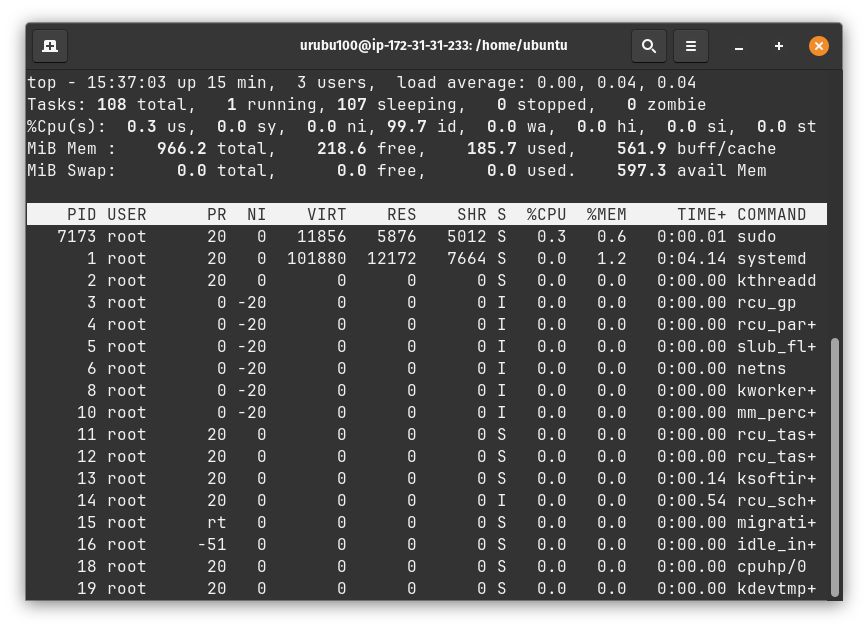 urubu100@ip-172-31-31-233: /home/ubuntu
top - 15:37:03 up 15 min,  3 users,  load average: 0.00, 0.04, 0.04
Tasks: 108 total,   1 running, 107 sleeping,   0 stopped,   0 zombie
%Cpu(s):  0.3 us,  0.0 sy,  0.0 ni, 99.7 id,  0.0 wa,  0.0 hi,  0.0 si,  0.0 st
MiB Mem :    966.2 total,    218.6 free,    185.7 used,    561.9 buff/cache
MiB Swap:      0.0 total,      0.0 free,      0.0 used.    597.3 avail Mem
    PID USER      PR  NI    VIRT    RES    SHR S  %CPU  %MEM     TIME+ COMMAND
   7173 root      20   0   11856   5876   5012 S   0.3   0.6   0:00.01 sudo
      1 root      20   0  101880  12172   7664 S   0.0   1.2   0:04.14 systemd
      2 root      20   0       0      0      0 S   0.0   0.0   0:00.00 kthreadd
      3 root       0 -20       0      0      0 I   0.0   0.0   0:00.00 rcu_gp
      4 root       0 -20       0      0      0 I   0.0   0.0   0:00.00 rcu_par+
      5 root       0 -20       0      0      0 I   0.0   0.0   0:00.00 slub_fl+
      6 root       0 -20       0      0      0 I   0.0   0.0   0:00.00 netns
      8 root       0 -20       0      0      0 I   0.0   0.0   0:00.00 kworker+
     10 root       0 -20       0      0      0 I   0.0   0.0   0:00.00 mm_perc+
     11 root      20   0       0      0      0 S   0.0   0.0   0:00.00 rcu_tas+
     12 root      20   0       0      0      0 S   0.0   0.0   0:00.00 rcu_tas+
     13 root      20   0       0      0      0 S   0.0   0.0   0:00.14 ksoftir+
     14 root      20   0       0      0      0 I   0.0   0.0   0:00.54 rcu_sch+
     15 root      rt   0       0      0      0 S   0.0   0.0   0:00.00 migrati+
     16 root     -51   0       0      0      0 S   0.0   0.0   0:00.00 idle_in+
     18 root      20   0       0      0      0 S   0.0   0.0   0:00.00 cpuhp/0
     19 root      20   0       0      0      0 S   0.0   0.0   0:00.00 kdevtmp+